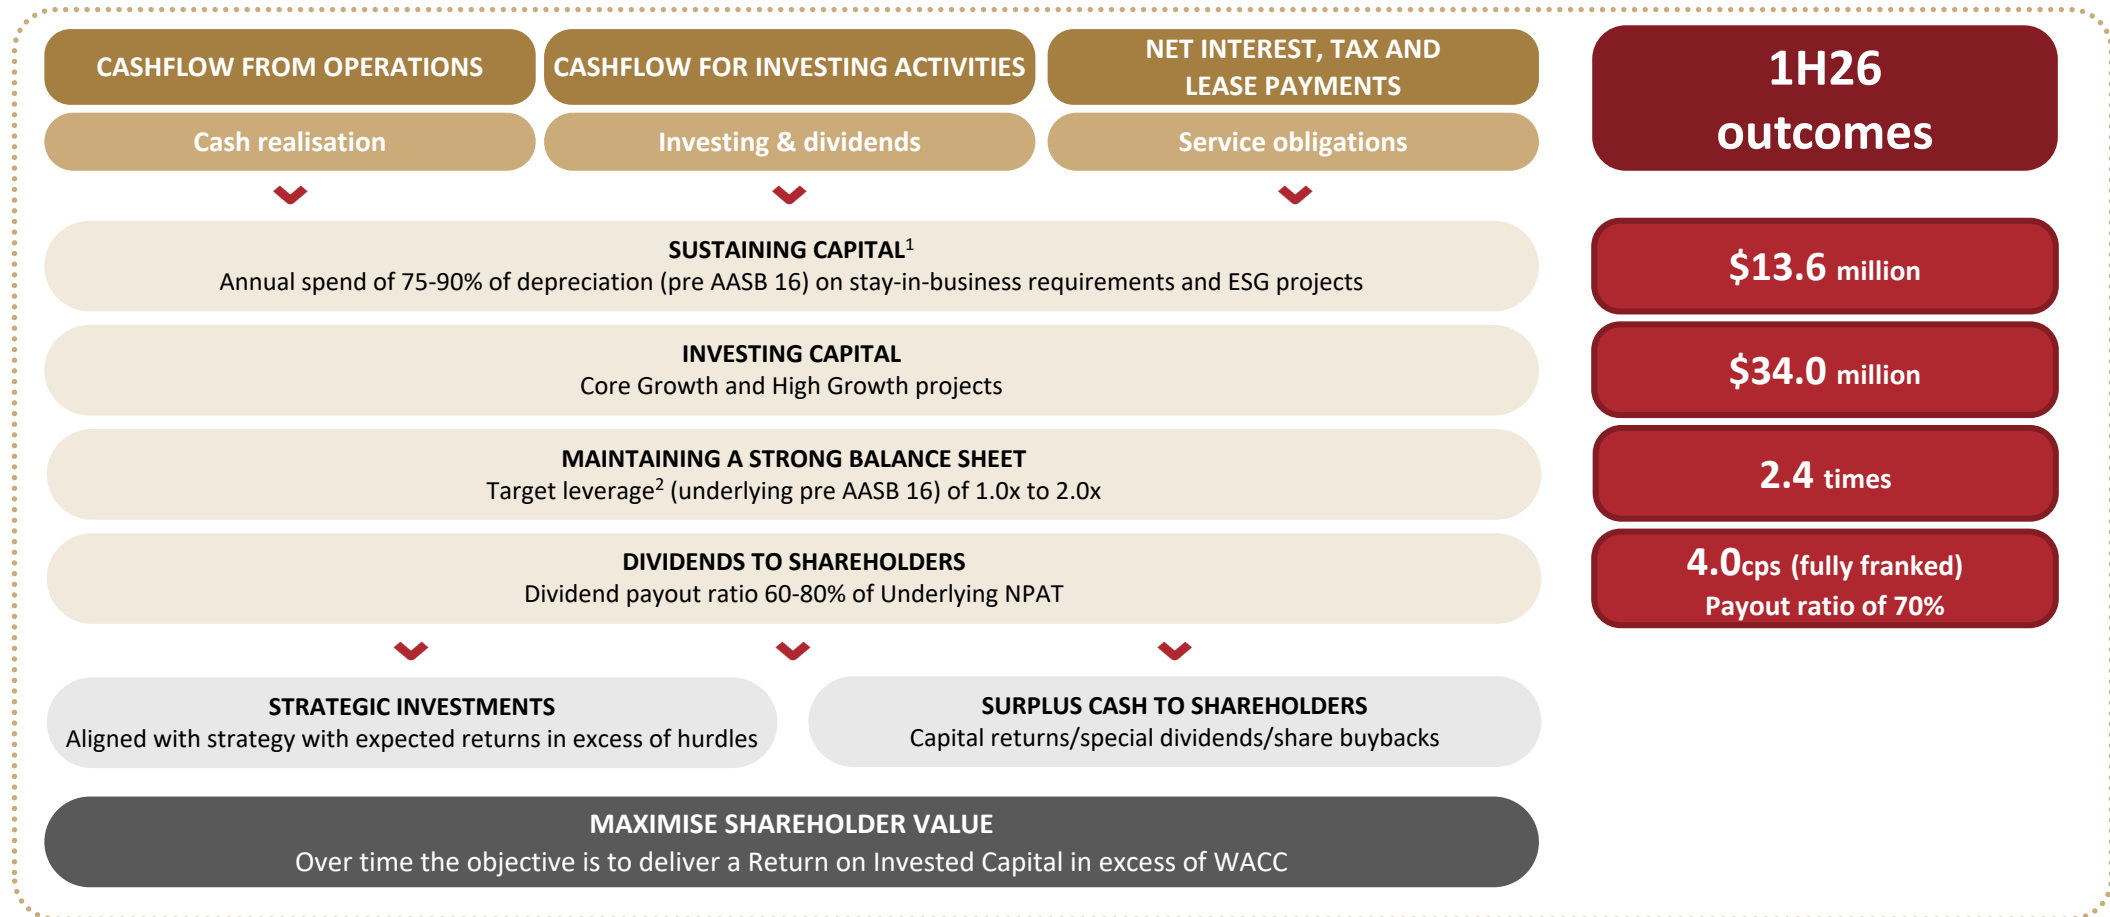 CASHFLOW FROM OPERATIONS
CASHFLOW FOR INVESTING ACTIVITIES
NET INTEREST, TAX AND
LEASE PAYMENTS
1H26
outcomes
Cash realisation
Investing & dividends
Service obligations
SUSTAINING CAPITAL1
Annual spend of 75-90% of depreciation (pre AASB 16) on stay-in-business requirements and ESG projects
$13.6 million
INVESTING CAPITAL
Core Growth and High Growth projects
$34.0 million
MAINTAINING A STRONG BALANCE SHEET
Target leverage2 (underlying pre AASB 16) of 1.0x to 2.0x
2.4 times
DIVIDENDS TO SHAREHOLDERS
Dividend payout ratio 60-80% of Underlying NPAT
4.0cps (fully franked)
Payout ratio of 70%
STRATEGIC INVESTMENTS
Aligned with strategy with expected returns in excess of hurdles
SURPLUS CASH TO SHAREHOLDERS
Capital returns/special dividends/share buybacks
MAXIMISE SHAREHOLDER VALUE
Over time the objective is to deliver a Return on Invested Capital in excess of WACC